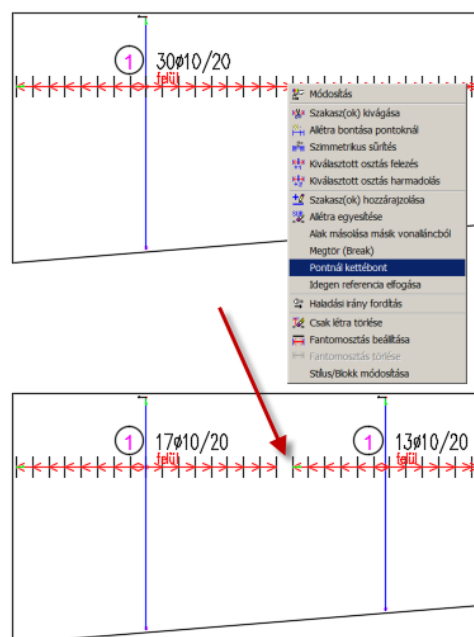 1 30ø10/20
felül
Módosítás
Szakasz(ok) kivágása
Allétra bontása pontoknál
Szimmetrikus sűrítés
Kiválasztott osztás felezés
Kiválasztott osztás harmadolás
Szakasz(ok) hozzárajzolása
Allétra egyesítése
Alak másolása másik vonalláncból
Megtör (Break)
Pontnál kettébont
Idegen referencia elfogása
Haladási irány fordítás
Csak létra törlése
Fantomosztás beállítása
Fantomosztás törlése
Stílus/Blokk módosítása
1 17ø10/20 1 13ø10/20
felül felül